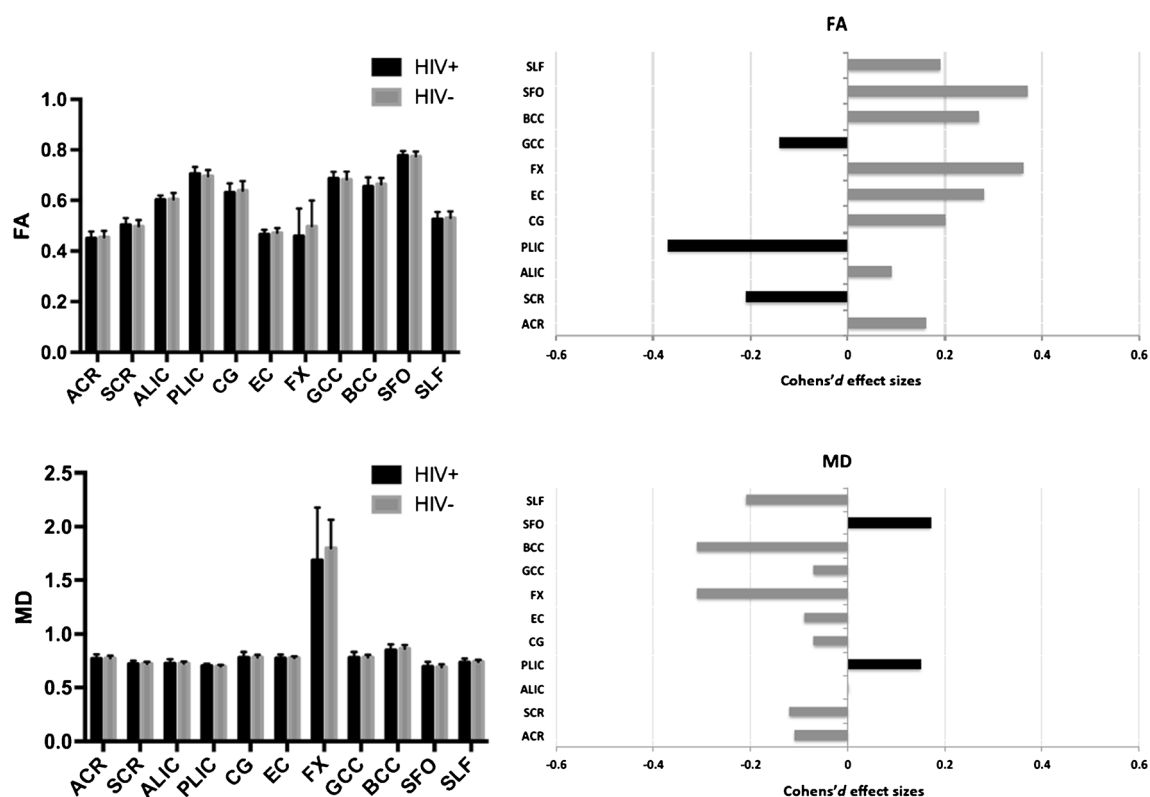 HIV+
HIV-
FA
1.0
0.8
0.6
0.4
0.2
0.0
ACR
SCR
ALIC
PLIC
CG
EC
FX
GCC
BCC
SFO
SLF
FA
SLF
SFO
BCC
GCC
FX
EC
CG
PLIC
ALIC
SCR
ACR
-0.6 -0.4 -0.2 0 0.2 0.4 0.6
Cohens'd effect sizes
HIV+
HIV-
MD
2.5
2.0
1.5
1.0
0.5
0.0
ACR
SCR
ALIC
PLIC
CG
EC
FX
GCC
BCC
SFO
SLF
MD
SLF
SFO
BCC
GCC
FX
EC
CG
PLIC
ALIC
SCR
ACR
-0.6 -0.4 -0.2 0 0.2 0.4 0.6
Cohens'd effect sizes